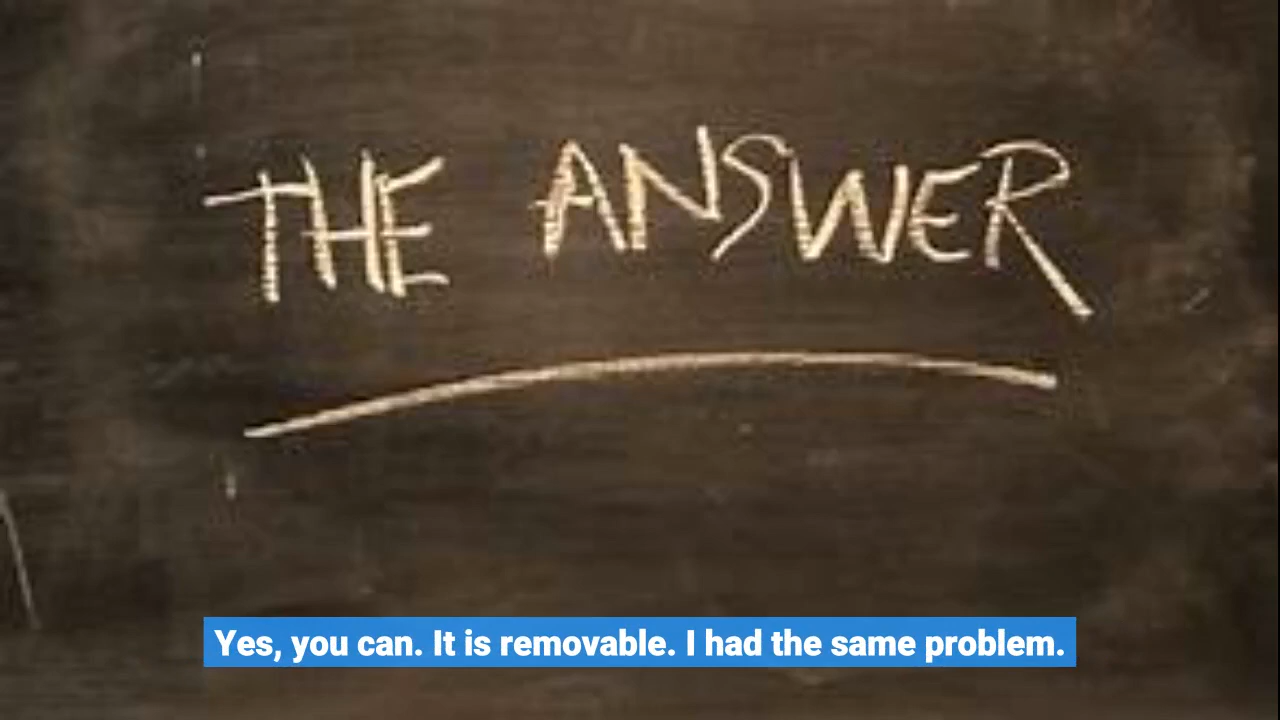 THE ANSWER
Yes, you can. It is removable. I had the same problem.